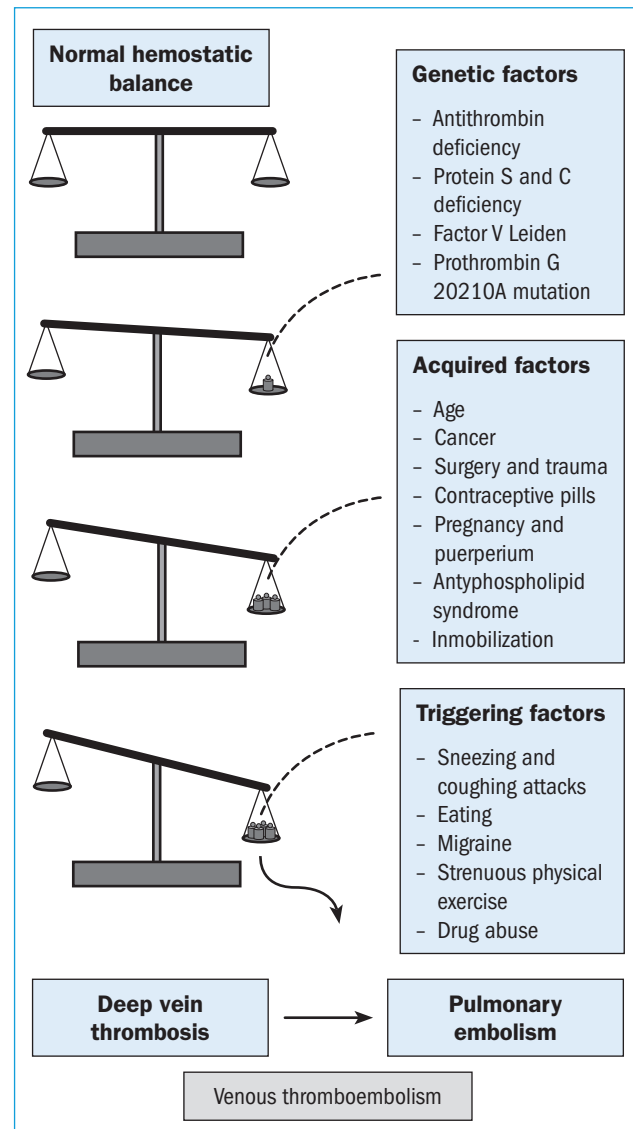 Normal hemostatic
balance
Genetic factors
– Antithrombin
deficiency
– Protein S and C
deficiency
– Factor V Leiden
– Prothrombin G
20210A mutation
Acquired factors
– Age
– Cancer
– Surgery and trauma
– Contraceptive pills
– Pregnancy and
puerperium
– Antyphospholipid
syndrome
- Inmobilization
Triggering factors
– Sneezing and
coughing attacks
– Eating
– Migraine
– Strenuous physical
exercise
– Drug abuse
Deep vein
thrombosis
Pulmonary
embolism
Venous thromboembolism